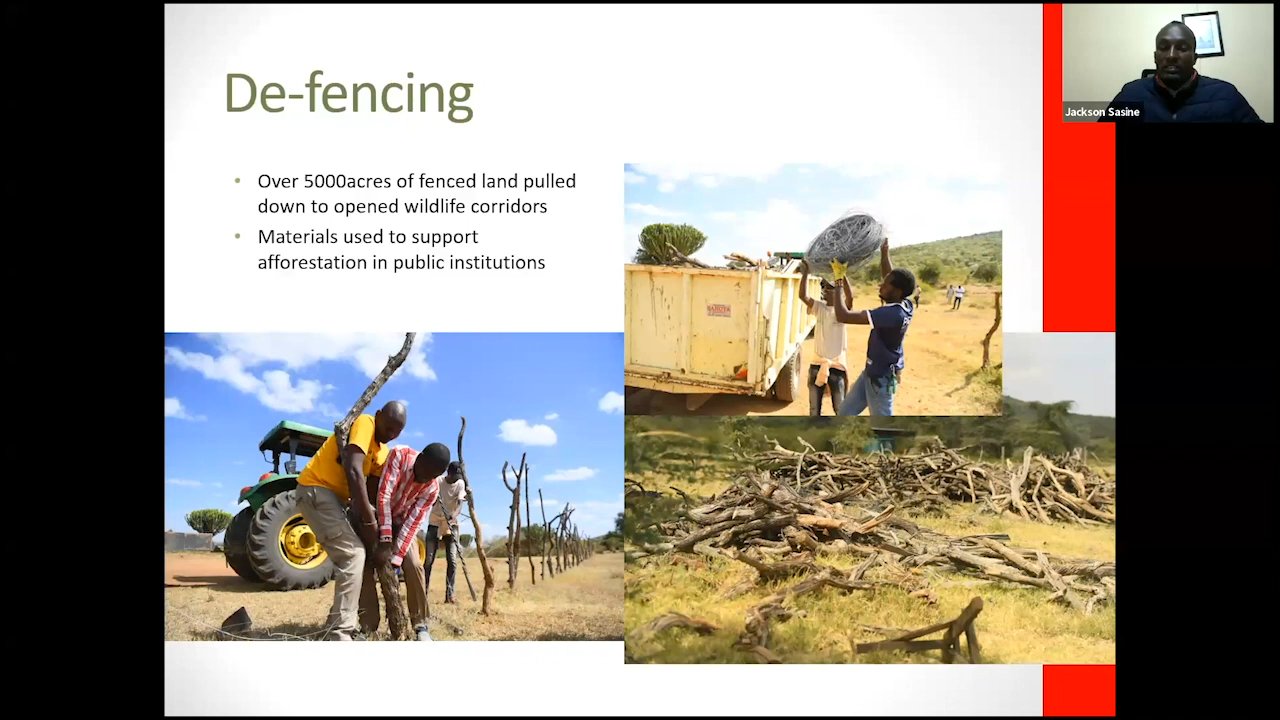 De-fencing
• Over 5000acres of fenced land pulled
down to opened wildlife corridors
• Materials used to support
afforestation in public institutions
Jackson Sasine